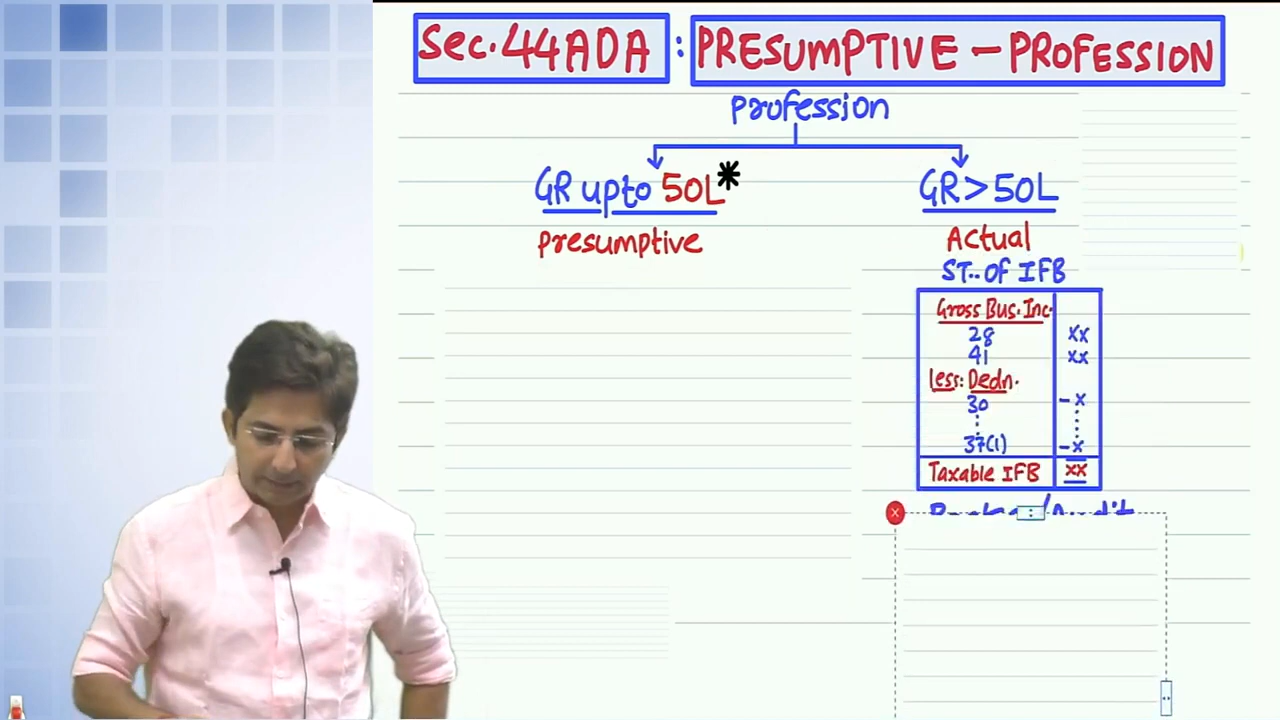 Sec. 44ADA : PRESUMPTIVE - PROFESSION
Profession
GR upto 50L*
Presumptive
GR > 50L
Actual
ST.. OF IFB
Gross Bus. Inc.
28 xx
41 xx
Less: Dedn.
30 - x
37(1) - x
Taxable IFB xx